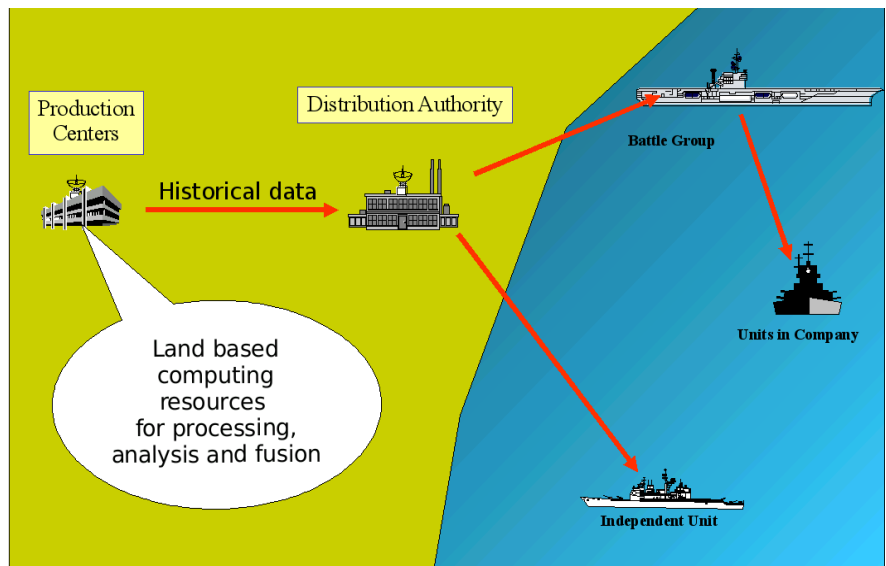 Production
Centers
Distribution Authority
Battle Group
Historical data
Units in Company
Land based
computing
resources
for processing,
analysis and fusion
Independent Unit